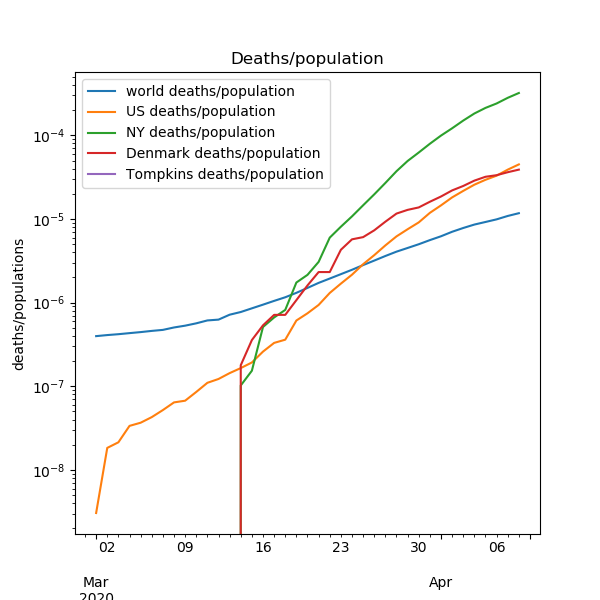 Deaths/population
world deaths/population
US deaths/population
NY deaths/population
Denmark deaths/population
Tompkins deaths/population
deaths/populations
10⁻⁴
10⁻⁵
10⁻⁶
10⁻⁷
10⁻⁸
02 09 16 23 30 06
Mar Apr
2020